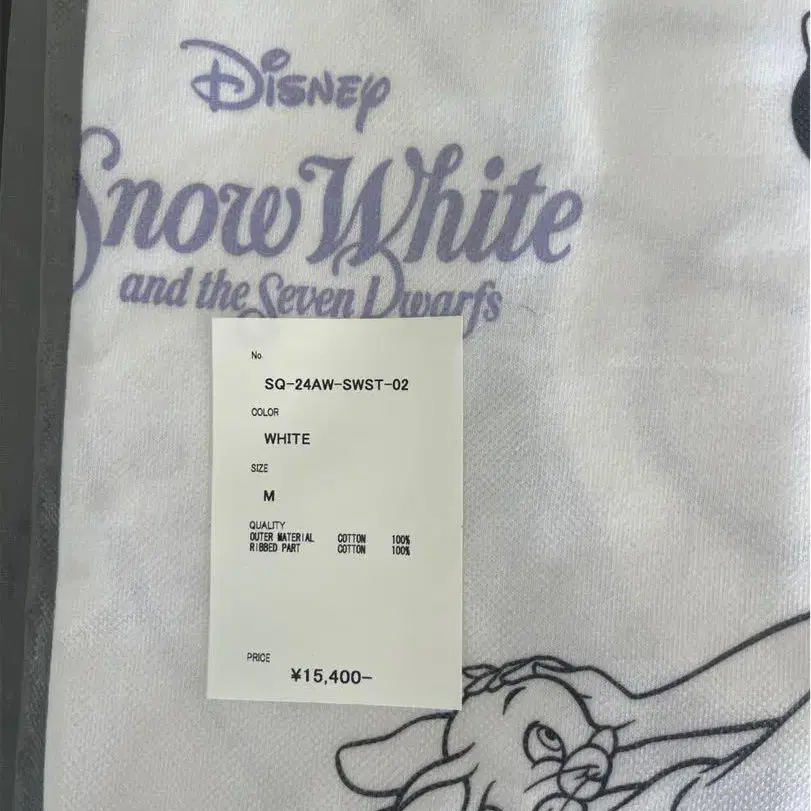 Disney
Snow White
and the Seven Dwarfs
No.
SQ-24AW-SWST-02
COLOR
WHITE
SIZE
M
QUALITY
OUTER MATERIAL COTTON 100%
RIBBED PART COTTON 100%
PRICE
¥15,400-